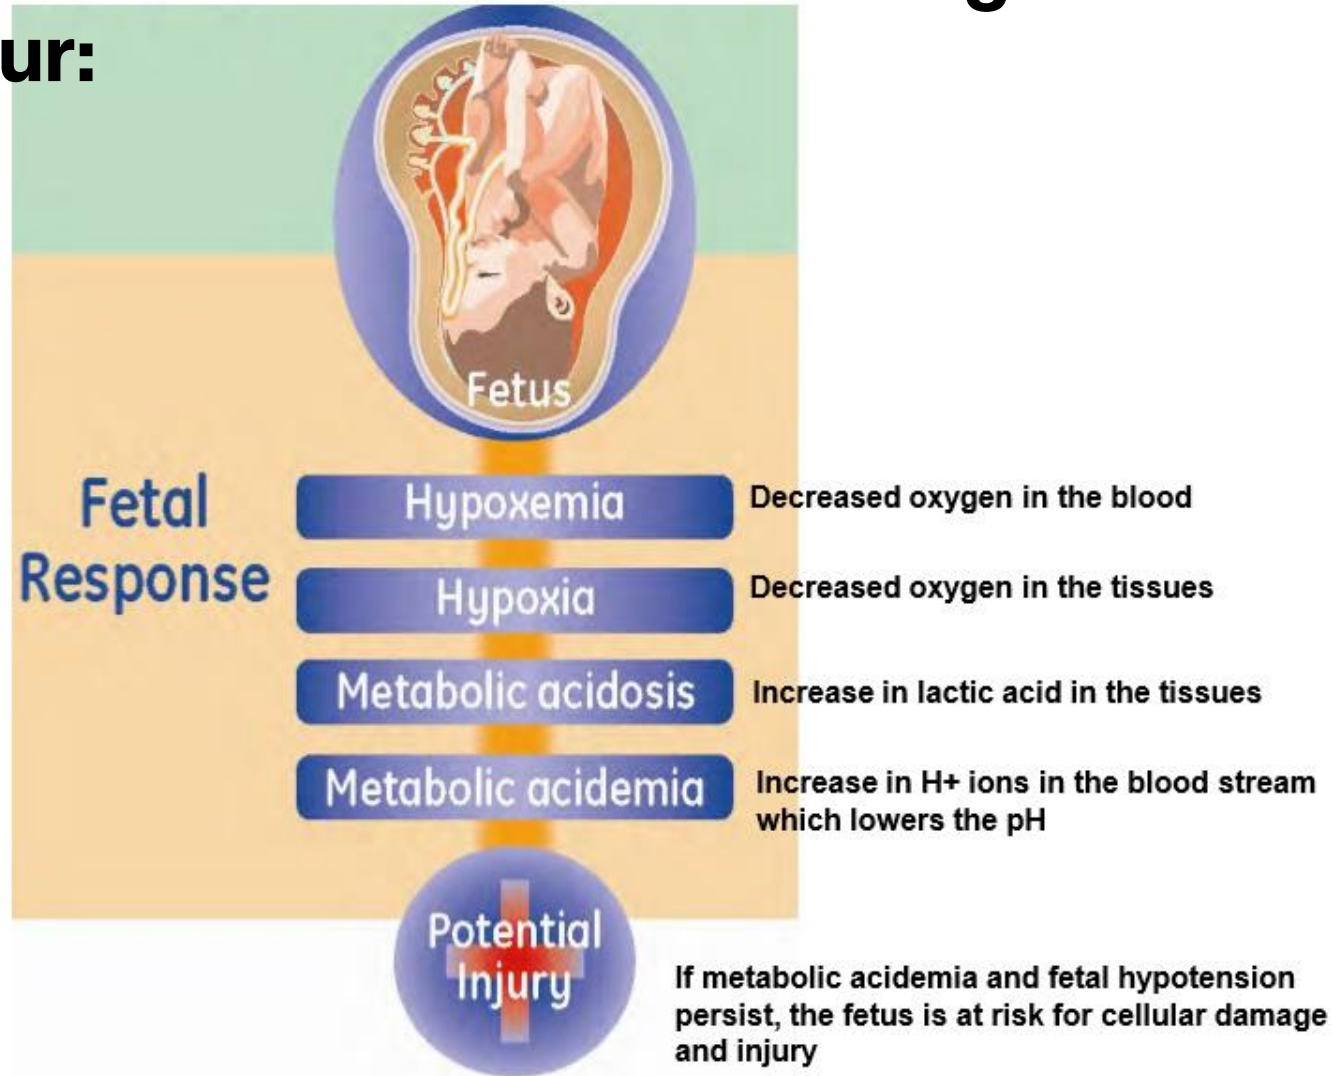 ur:
Fetus
Fetal
Response
Hypoxemia
Decreased oxygen in the blood
Hypoxia
Decreased oxygen in the tissues
Metabolic acidosis
Increase in lactic acid in the tissues
Metabolic acidemia
Increase in H+ ions in the blood stream
which lowers the pH
Potential
Injury
If metabolic acidemia and fetal hypotension
persist, the fetus is at risk for cellular damage
and injury